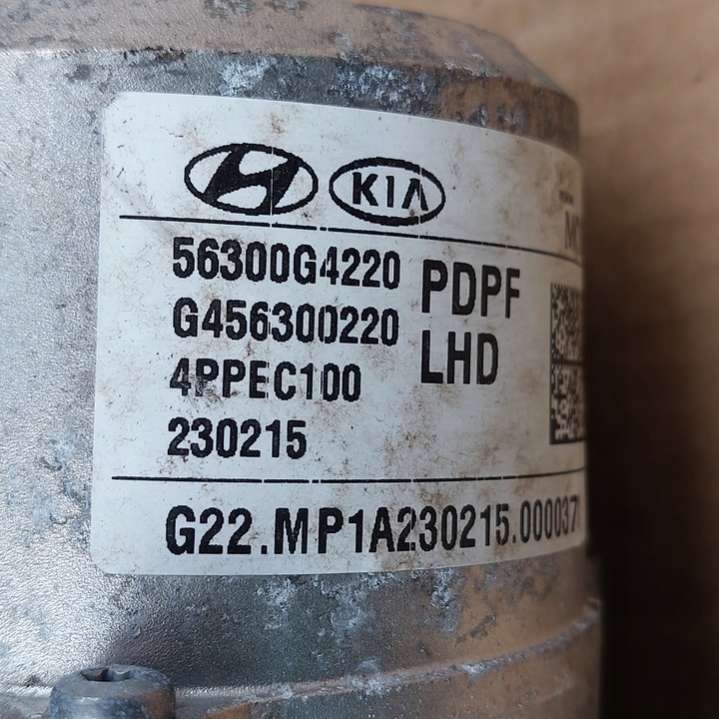 KIA
56300G4220
G456300220
4PPEC100
230215
PDPF
LHD
G22.MP1A230215.000037